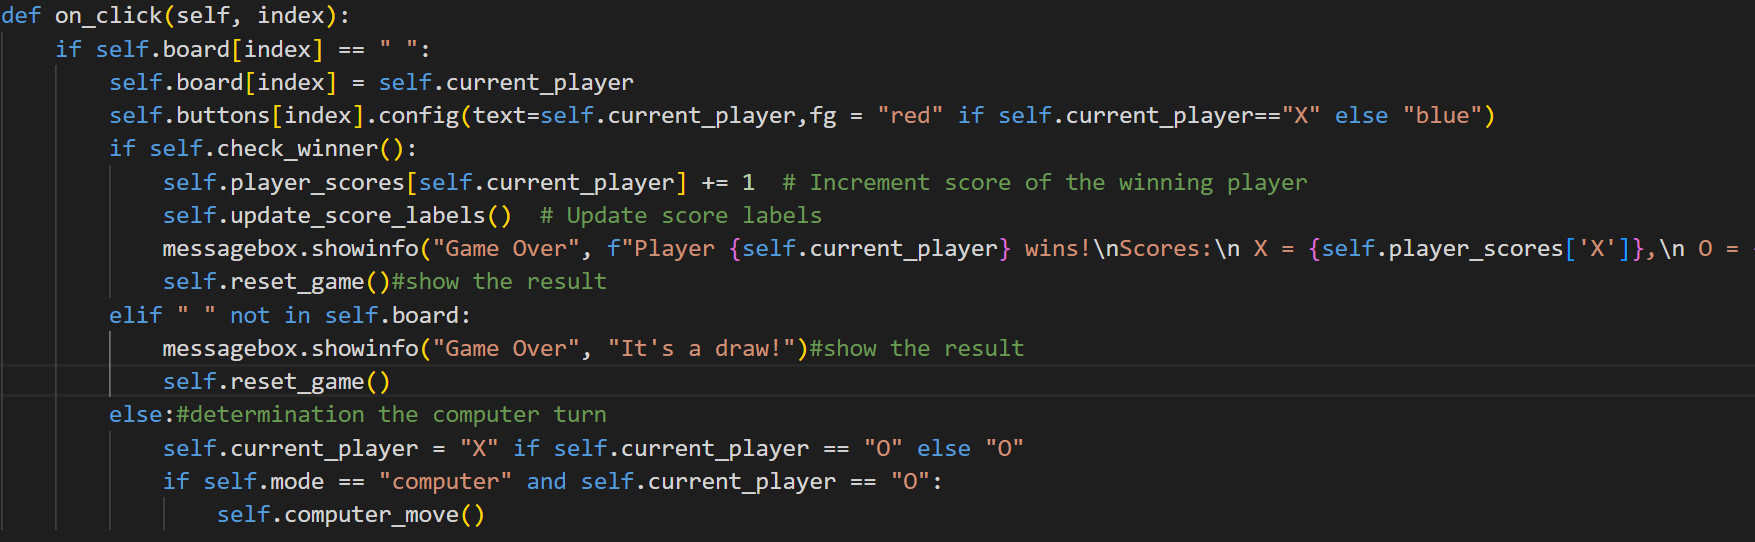 def on_click(self, index):
    if self.board[index] == " ":
        self.board[index] = self.current_player
        self.buttons[index].config(text=self.current_player,fg = "red" if self.current_player=="X" else "blue")
        if self.check_winner():
            self.player_scores[self.current_player] += 1  # Increment score of the winning player
            self.update_score_labels()  # Update score labels
            messagebox.showinfo("Game Over", f"Player {self.current_player} wins!\nScores:\n X = {self.player_scores['X']},\n O =
            self.reset_game()#show the result
        elif " " not in self.board:
            messagebox.showinfo("Game Over", "It's a draw!")#show the result
            self.reset_game()
        else:#determination the computer turn
            self.current_player = "X" if self.current_player == "O" else "O"
            if self.mode == "computer" and self.current_player == "O":
                self.computer_move()